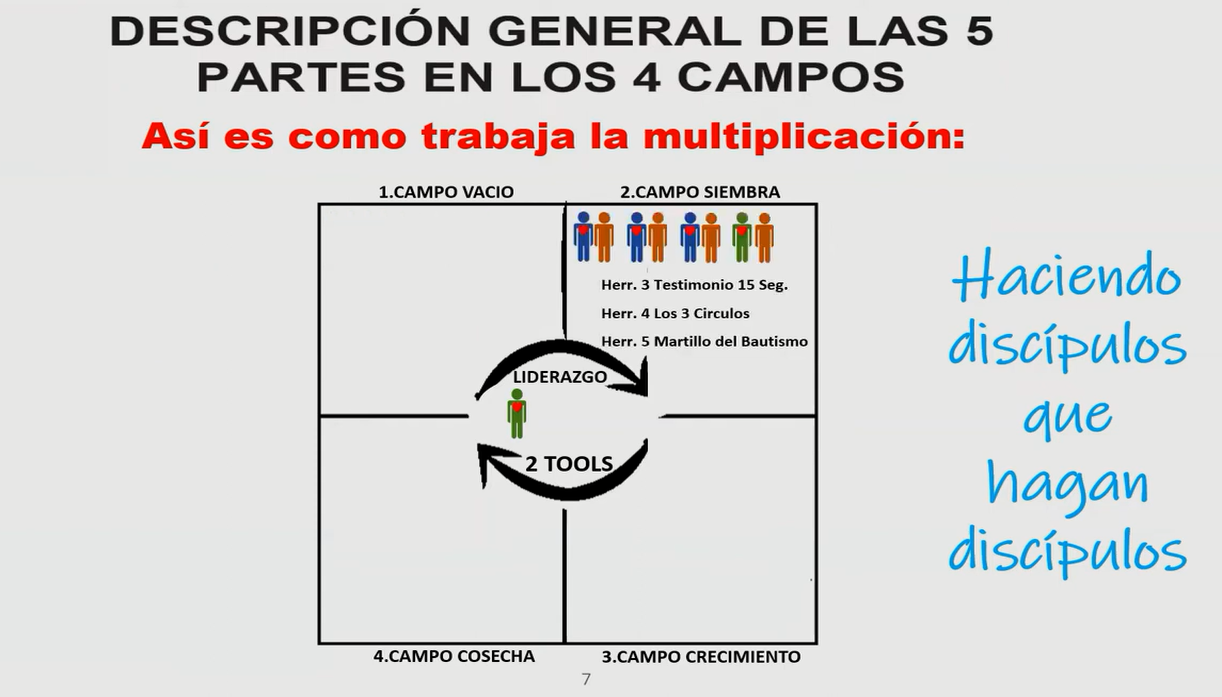 DESCRIPCIÓN GENERAL DE LAS 5
PARTES EN LOS 4 CAMPOS
Así es como trabaja la multiplicación:
1.CAMPO VACIO
2.CAMPO SIEMBRA
Herr. 3 Testimonio 15 Seg.
Herr. 4 Los 3 Circulos
Herr. 5 Martillo del Bautismo
LIDERAZGO
2 TOOLS
4.CAMPO COSECHA
3.CAMPO CRECIMIENTO
Haciendo
discípulos
que
hagan
discípulos
7